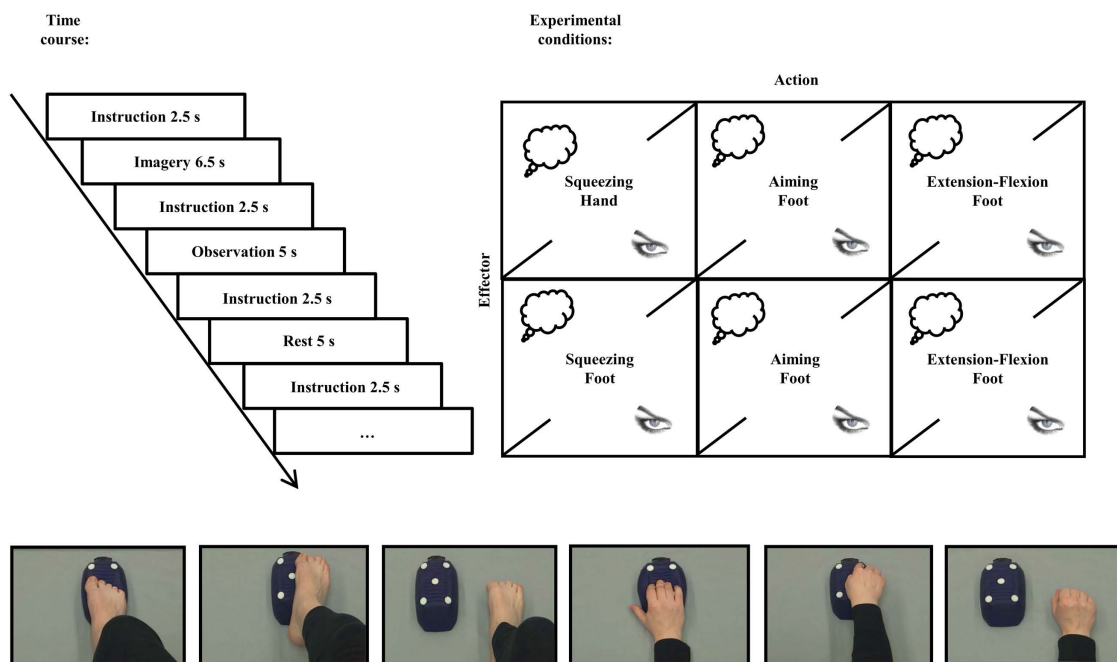 Time
course:
Experimental
conditions:
Action
Effector
Instruction 2.5 s
Imagery 6.5 s
Instruction 2.5 s
Observation 5 s
Instruction 2.5 s
Rest 5 s
Instruction 2.5 s
...
Squeezing
Hand
Aiming
Foot
Extension-Flexion
Foot
Squeezing
Foot
Aiming
Foot
Extension-Flexion
Foot